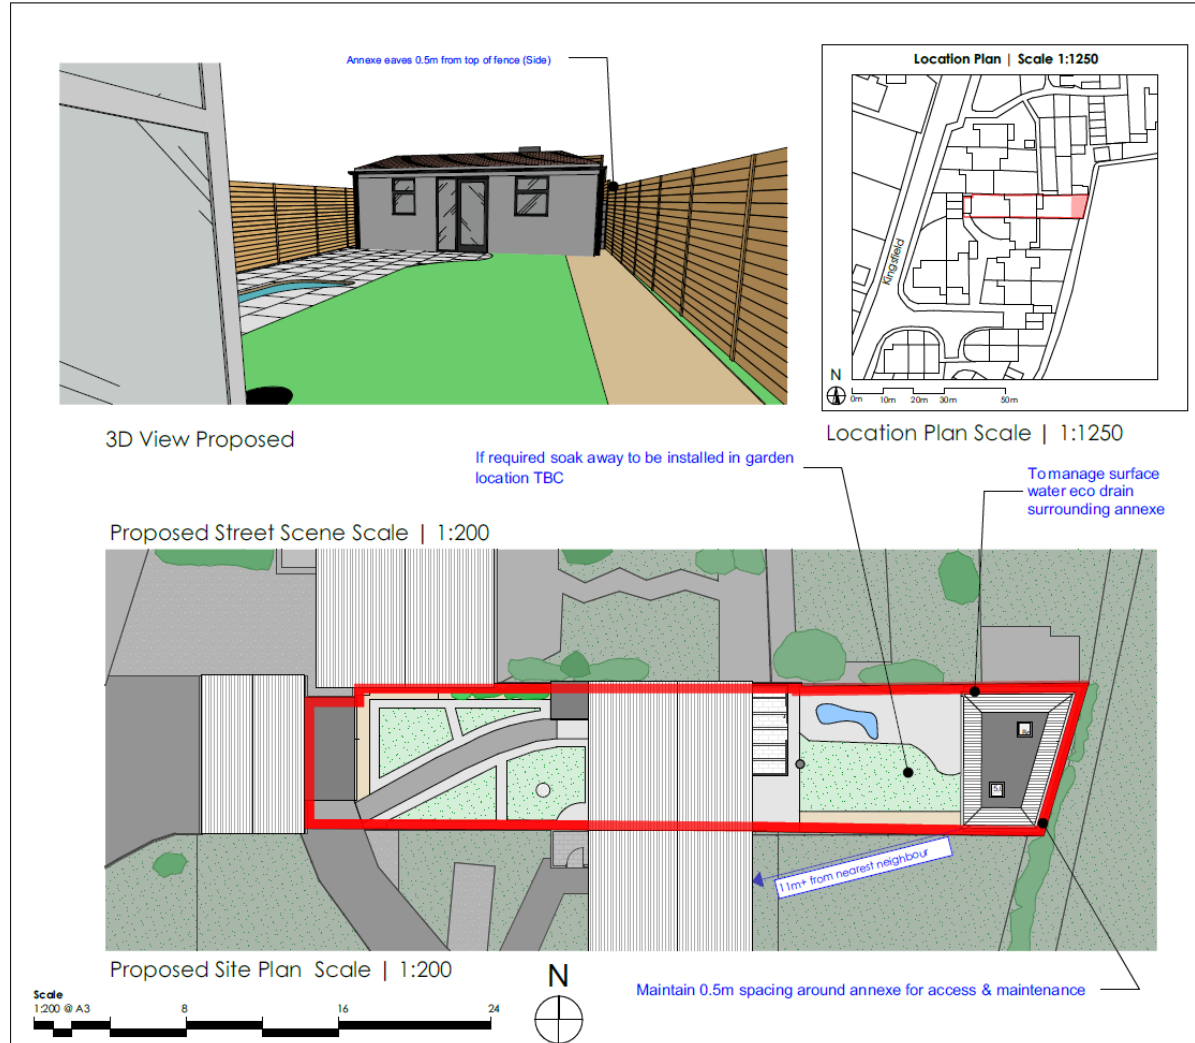 Annexe eaves 0.5m from top of fence (Side)
Location Plan | Scale 1:1250
Kingsfield
N
0m 10m 20m 30m 50m
3D View Proposed
Location Plan Scale | 1:1250
If required soak away to be installed in garden
location TBC
To manage surface
water eco drain
surrounding annexe
Proposed Street Scene Scale | 1:200
11m+ from nearest neighbour
Proposed Site Plan Scale | 1:200
N
Maintain 0.5m spacing around annexe for access & maintenance
Scale
1:200 @ A3 8 16 24